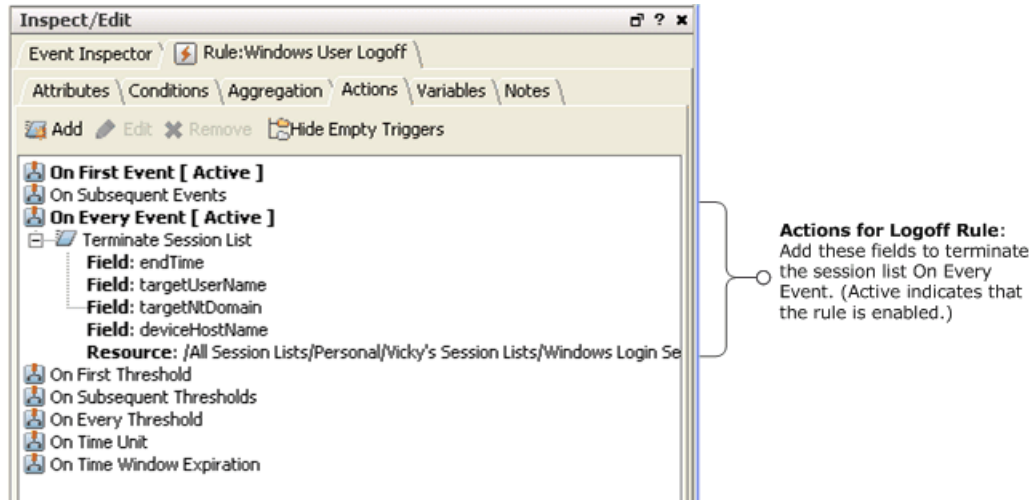 Inspect/Edit
Event Inspector Rule:Windows User Logoff
Attributes Conditions Aggregation Actions Variables Notes
Add Edit Remove Hide Empty Triggers
On First Event [ Active ]
On Subsequent Events
On Every Event [ Active ]
Terminate Session List
Field: endTime
Field: targetUserName
Field: targetNtDomain
Field: deviceHostName
Resource: /All Session Lists/Personal/Vicky's Session Lists/Windows Login Se
On First Threshold
On Subsequent Thresholds
On Every Threshold
On Time Unit
On Time Window Expiration
Actions for Logoff Rule:
Add these fields to terminate
the session list On Every
Event. (Active indicates that
the rule is enabled.)